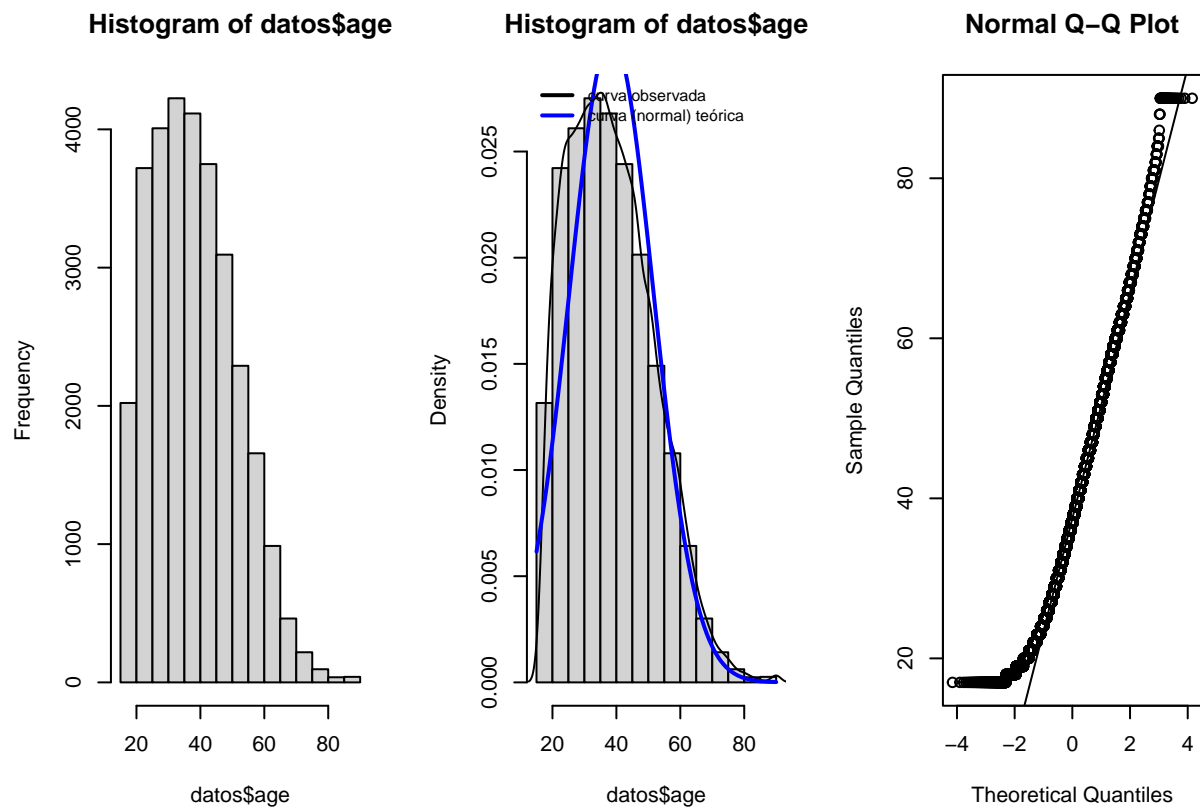 Histogram of datos$age
Frequency
0
1000
2000
3000
4000
20 40 60 80
datos$age
Histogram of datos$age
curva observada
curva (normal) teórica
Density
0.000
0.005
0.010
0.015
0.020
0.025
20 40 60 80
datos$age
Normal Q−Q Plot
Sample Quantiles
20
40
60
80
−4 −2 0 2 4
Theoretical Quantiles